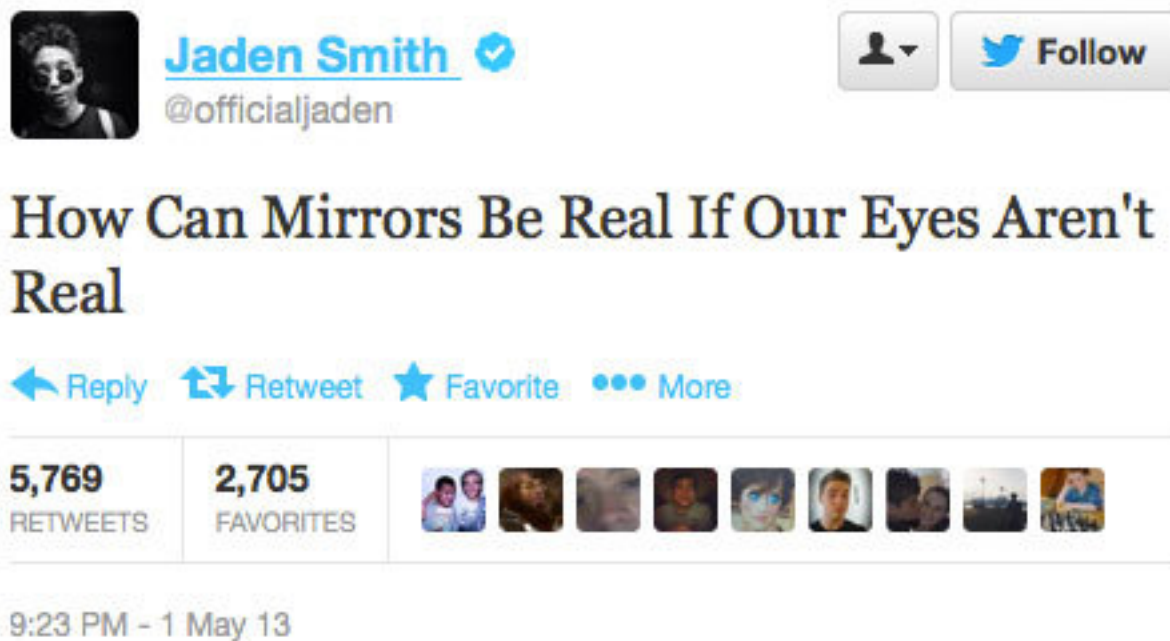 Jaden Smith
@officialjaden
Follow
How Can Mirrors Be Real If Our Eyes Aren't
Real
Reply Retweet Favorite More
5,769 2,705
RETWEETS FAVORITES
9:23 PM - 1 May 13